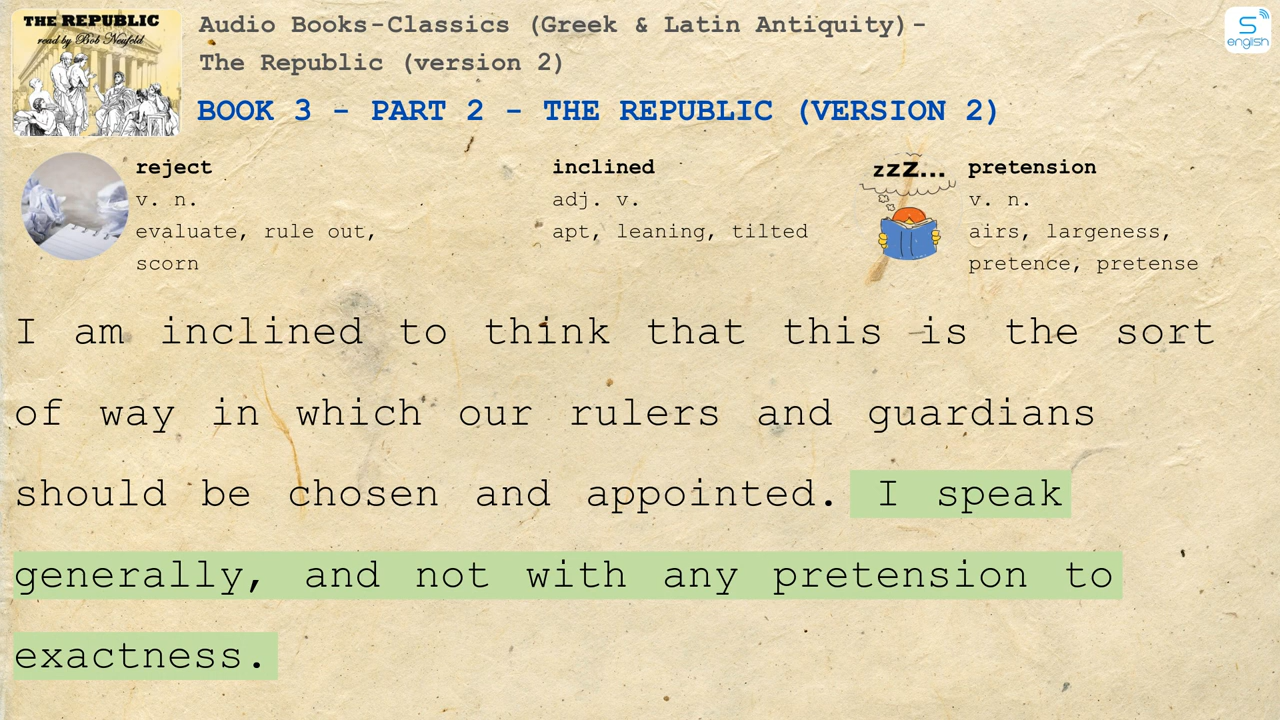 THE REPUBLIC
read by Bob Neufeld
Audio Books-Classics (Greek & Latin Antiquity)-
The Republic (version 2)
BOOK 3 - PART 2 - THE REPUBLIC (VERSION 2)
S
english
reject
v. n.
evaluate, rule out,
scorn
inclined
adj. v.
apt, leaning, tilted
zzz...
pretension
v. n.
airs, largeness,
pretence, pretense
I am inclined to think that this is the sort
of way in which our rulers and guardians
should be chosen and appointed. I speak
generally, and not with any pretension to
exactness.